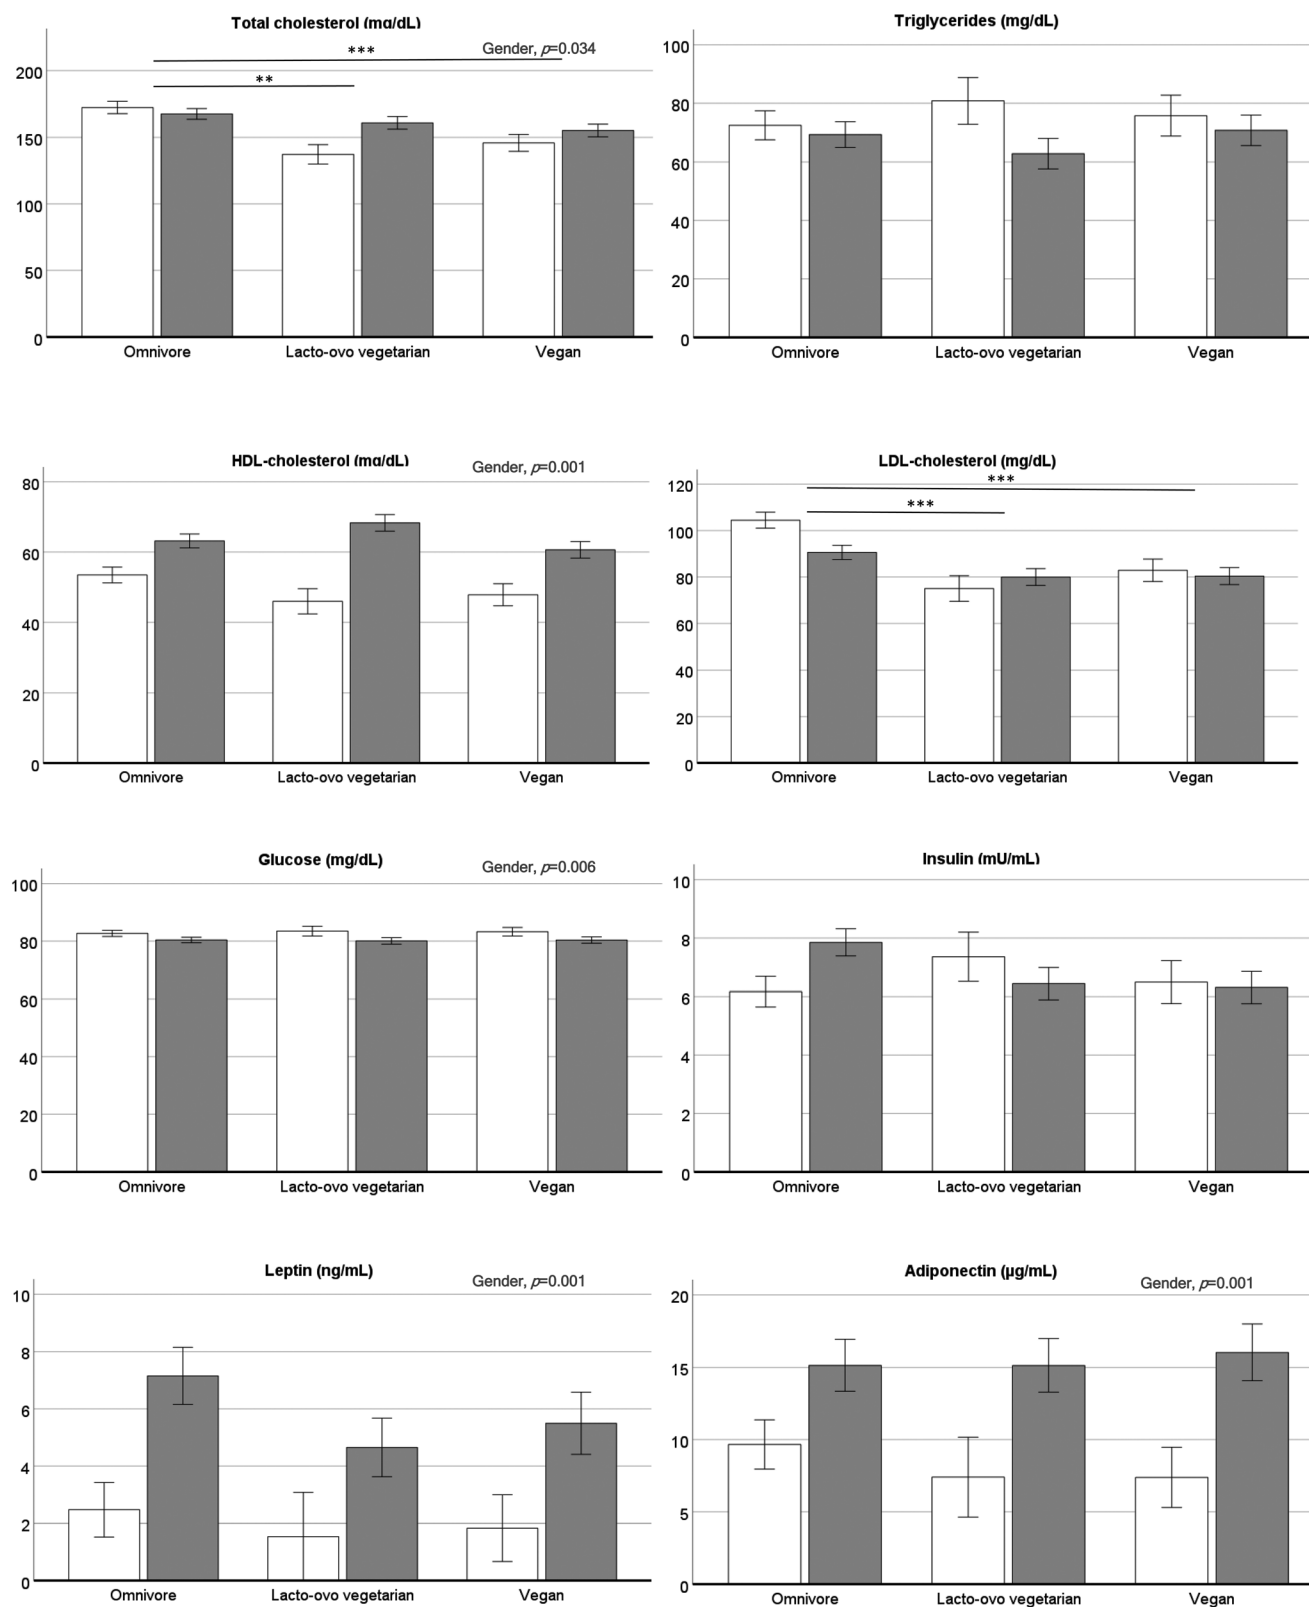 Total cholesterol (mg/dL)
Gender, p=0.034
***
**
200
150
100
50
0
Omnivore Lacto-ovo vegetarian Vegan
Triglycerides (mg/dL)
100
80
60
40
20
0
Omnivore Lacto-ovo vegetarian Vegan
HDL-cholesterol (mg/dL)
Gender, p=0.001
80
60
40
20
0
Omnivore Lacto-ovo vegetarian Vegan
LDL-cholesterol (mg/dL)
***
***
120
100
80
60
40
20
0
Omnivore Lacto-ovo vegetarian Vegan
Glucose (mg/dL)
Gender, p=0.006
100
80
60
40
20
0
Omnivore Lacto-ovo vegetarian Vegan
Insulin (mU/mL)
10
8
6
4
2
0
Omnivore Lacto-ovo vegetarian Vegan
Leptin (ng/mL)
Gender, p=0.001
10
8
6
4
2
0
Omnivore Lacto-ovo vegetarian Vegan
Adiponectin (µg/mL)
Gender, p=0.001
20
15
10
5
0
Omnivore Lacto-ovo vegetarian Vegan